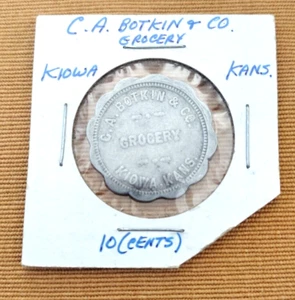 C. A. BOTKIN & CO.
GROCERY
KIOWA
KANS.
C. A. BOTKIN & CO.
GROCERY
KIOWA, KANS.
10 (CENTS)